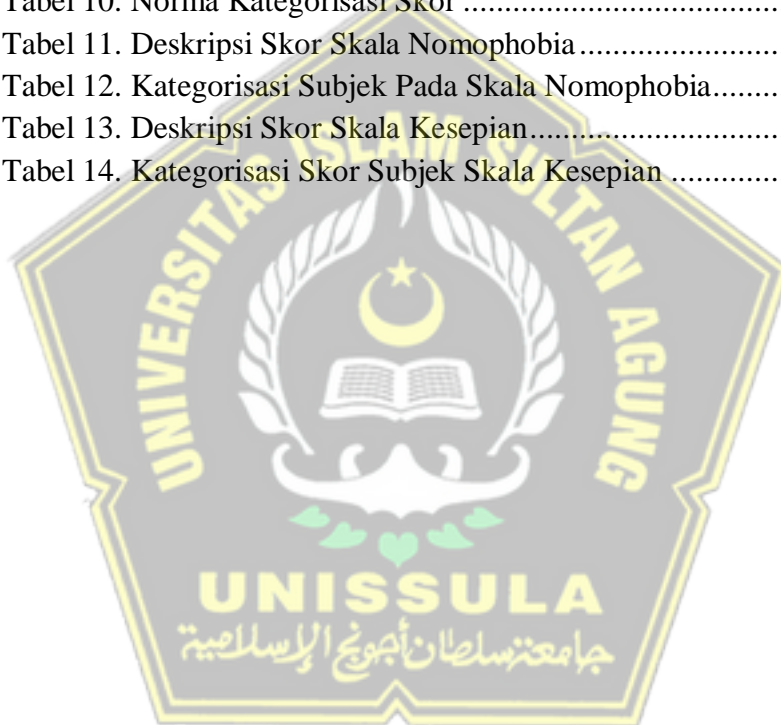 Tabel 10. Norma Kategorisasi Skor ........................................
Tabel 11. Deskripsi Skor Skala Nomophobia ..........................
Tabel 12. Kategorisasi Subjek Pada Skala Nomophobia........
Tabel 13. Deskripsi Skor Skala Kesepian................................
Tabel 14. Kategorisasi Skor Subjek Skala Kesepian .............
UNIVERSITAS ISLAM SULTAN AGUNG
UNISSULA
جامعة سلطان أجونج الإسلامية